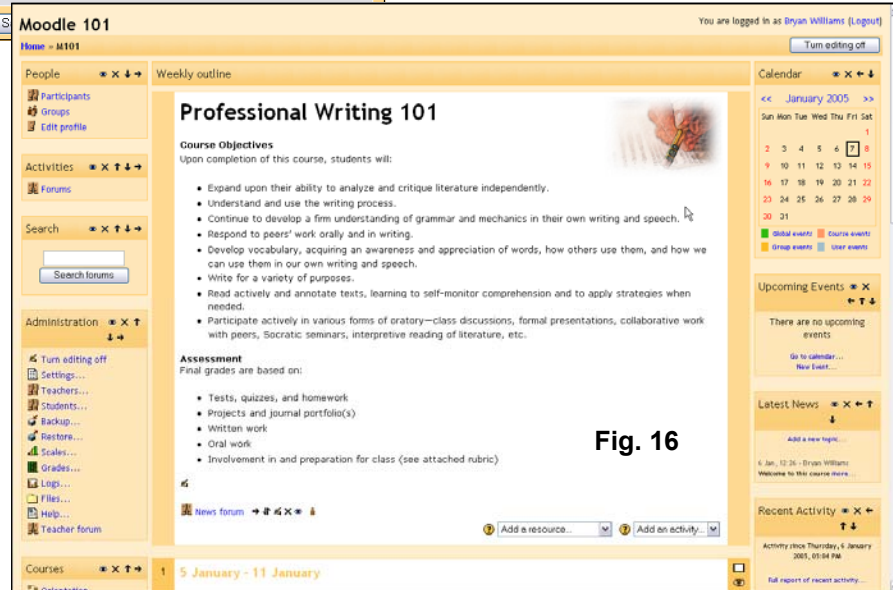 S
Moodle 101
You are logged in as Bryan Williams (Logout)
Home » M101
Turn editing off
People
Participants
Groups
Edit profile
Activities
Forums
Search
Search forums
Administration
Turn editing off
Settings...
Teachers...
Students...
Backup...
Restore...
Scales...
Grades...
Logs...
Files...
Help...
Teacher forum
Courses
Orientation
Weekly outline
Professional Writing 101
Course Objectives
Upon completion of this course, students will:
• Expand upon their ability to analyze and critique literature independently.
• Understand and use the writing process.
• Continue to develop a firm understanding of grammar and mechanics in their own writing and speech.
• Respond to peers' work orally and in writing.
• Develop vocabulary, acquiring an awareness and appreciation of words, how others use them, and how we
can use them in our own writing and speech.
• Write for a variety of purposes.
• Read actively and annotate texts, learning to self-monitor comprehension and to apply strategies when
needed.
• Participate actively in various forms of oratory—class discussions, formal presentations, collaborative work
with peers, Socratic seminars, interpretive reading of literature, etc.
Assessment
Final grades are based on:
• Tests, quizzes, and homework
• Projects and journal portfolio(s)
• Written work
• Oral work
• Involvement in and preparation for class (see attached rubric)
Fig. 16
News forum
Add a resource...
Add an activity...
1 5 January - 11 January
Calendar
<< January 2005 >>
Sun Mon Tue Wed Thu Fri Sat
1
2 3 4 5 6 7 8
9 10 11 12 13 14 15
16 17 18 19 20 21 22
23 24 25 26 27 28 29
30 31
Global events Course events
Group events User events
Upcoming Events
There are no upcoming
events
Go to calendar...
New Event...
Latest News
Add a new topic...
6 Jan, 12:26 - Bryan Williams
Welcome to this course more...
Recent Activity
Activity since Thursday, 6 January
2005, 05:04 PM
Full report of recent activity...